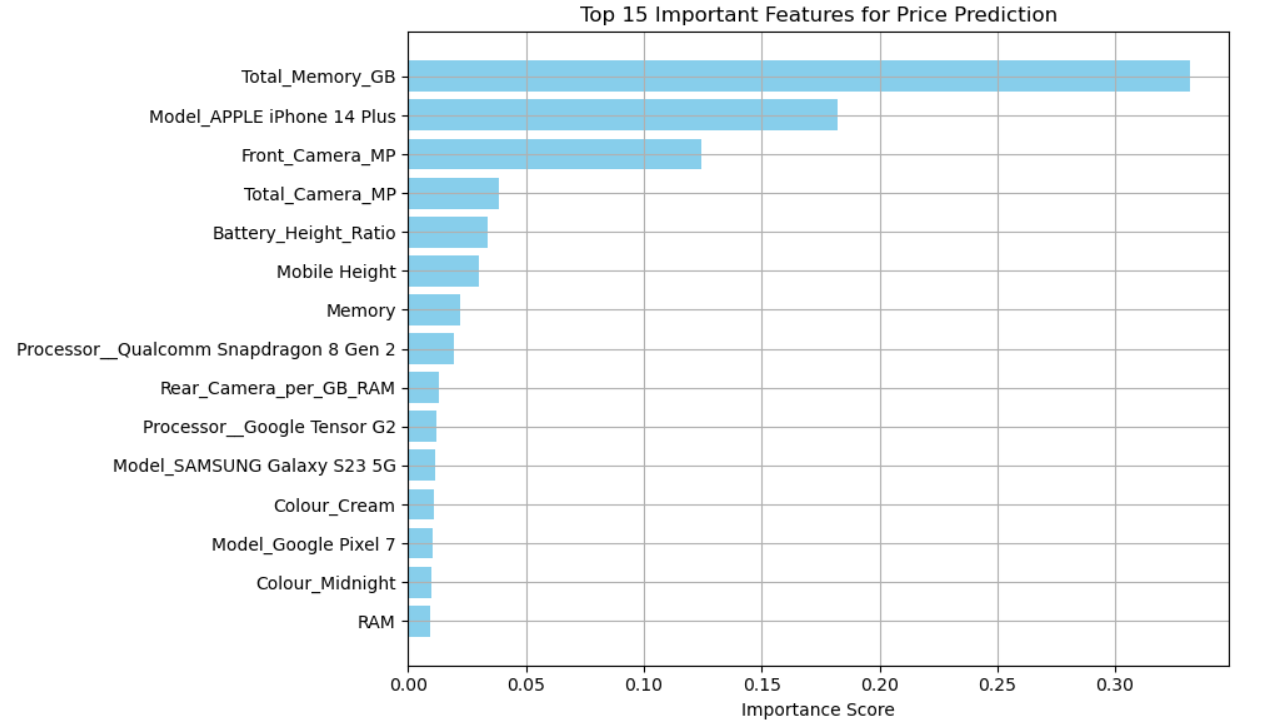 Top 15 Important Features for Price Prediction
Total_Memory_GB
Model_APPLE iPhone 14 Plus
Front_Camera_MP
Total_Camera_MP
Battery_Height_Ratio
Mobile Height
Memory
Processor__Qualcomm Snapdragon 8 Gen 2
Rear_Camera_per_GB_RAM
Processor__Google Tensor G2
Model_SAMSUNG Galaxy S23 5G
Colour_Cream
Model_Google Pixel 7
Colour_Midnight
RAM
0.00 0.05 0.10 0.15 0.20 0.25 0.30
Importance Score